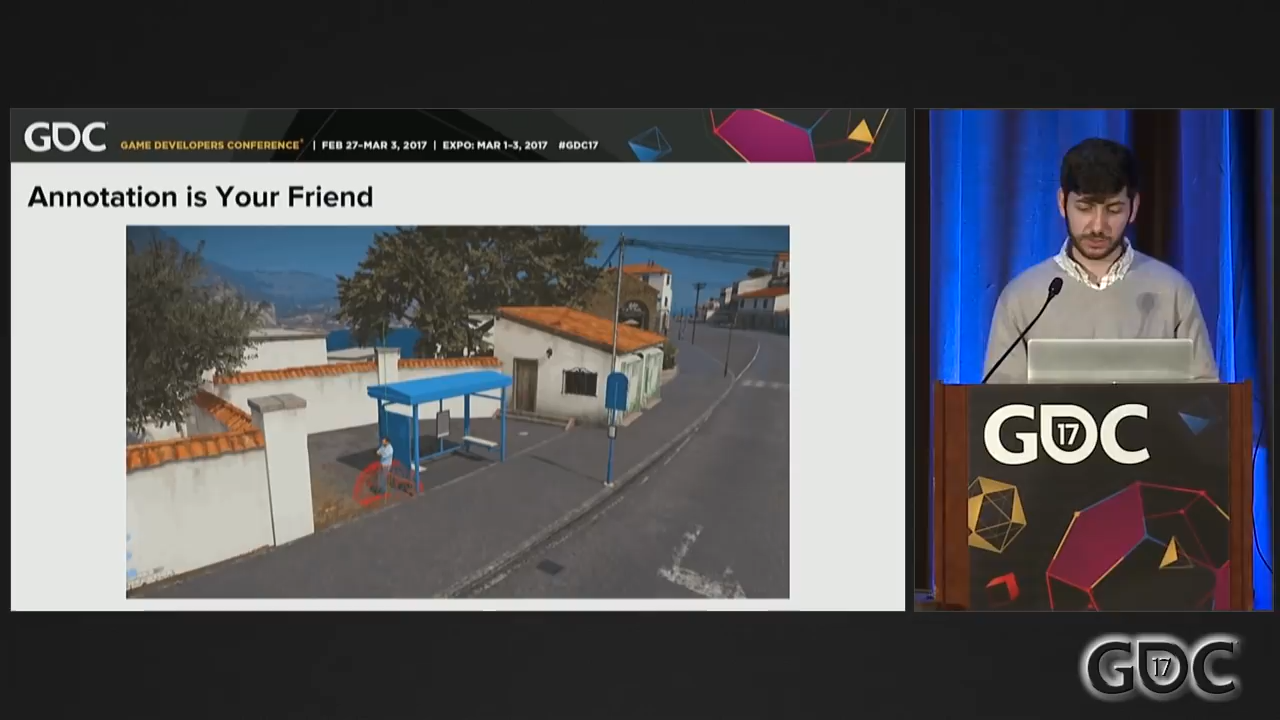 GDC
GAME DEVELOPERS CONFERENCE® | FEB 27–MAR 3, 2017 | EXPO: MAR 1–3, 2017 #GDC17
Annotation is Your Friend
GDC
17
GDC
17